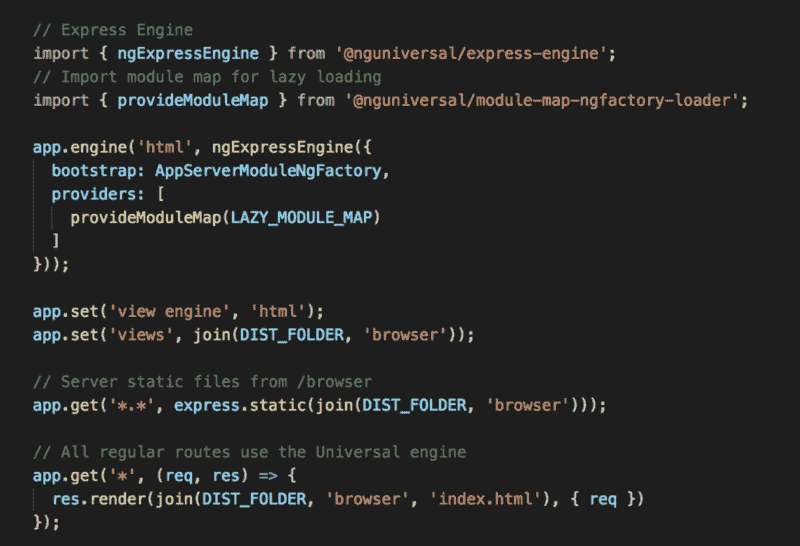 // Express Engine
import { ngExpressEngine } from '@nguniversal/express-engine';
// Import module map for lazy loading
import { provideModuleMap } from '@nguniversal/module-map-ngfactory-loader';
app.engine('html', ngExpressEngine({
  bootstrap: AppServerModuleNgFactory,
  providers: [
    provideModuleMap(LAZY_MODULE_MAP)
  ]
}));
app.set('view engine', 'html');
app.set('views', join(DIST_FOLDER, 'browser'));
// Server static files from /browser
app.get('*.*', express.static(join(DIST_FOLDER, 'browser')));
// All regular routes use the Universal engine
app.get('*', (req, res) => {
  res.render(join(DIST_FOLDER, 'browser', 'index.html'), { req })
});